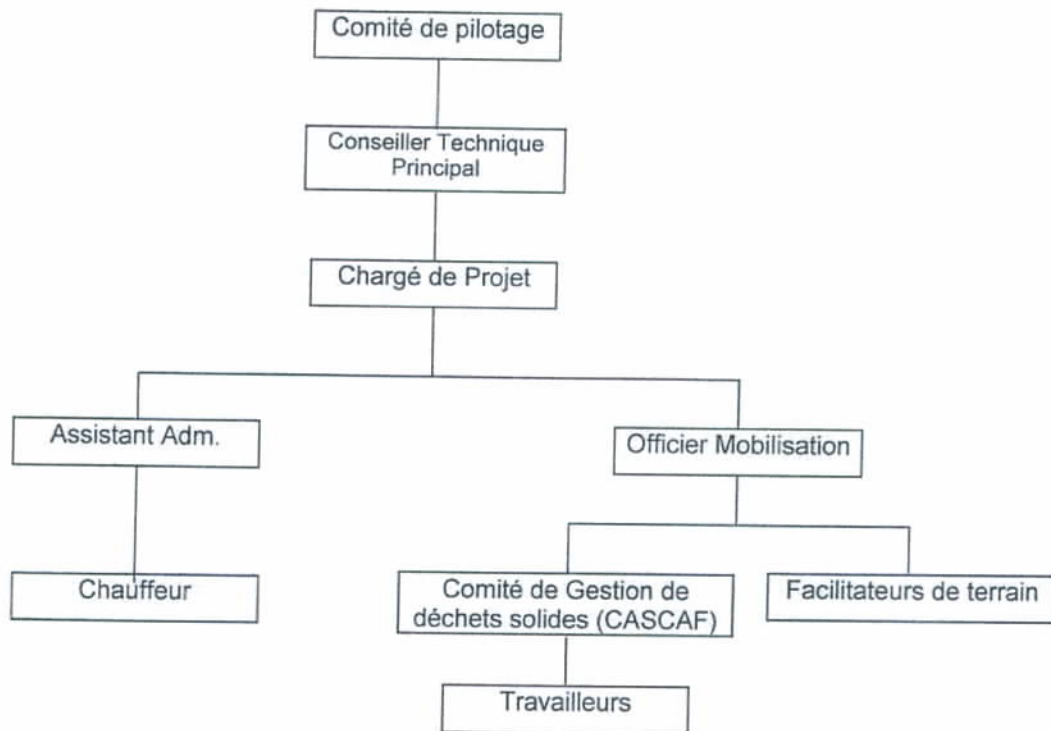 Comité de pilotage
Conseiller Technique
Principal
Chargé de Projet
Assistant Adm.
Officier Mobilisation
Chauffeur
Comité de Gestion de
déchets solides (CASCAF)
Facilitateurs de terrain
Travailleurs